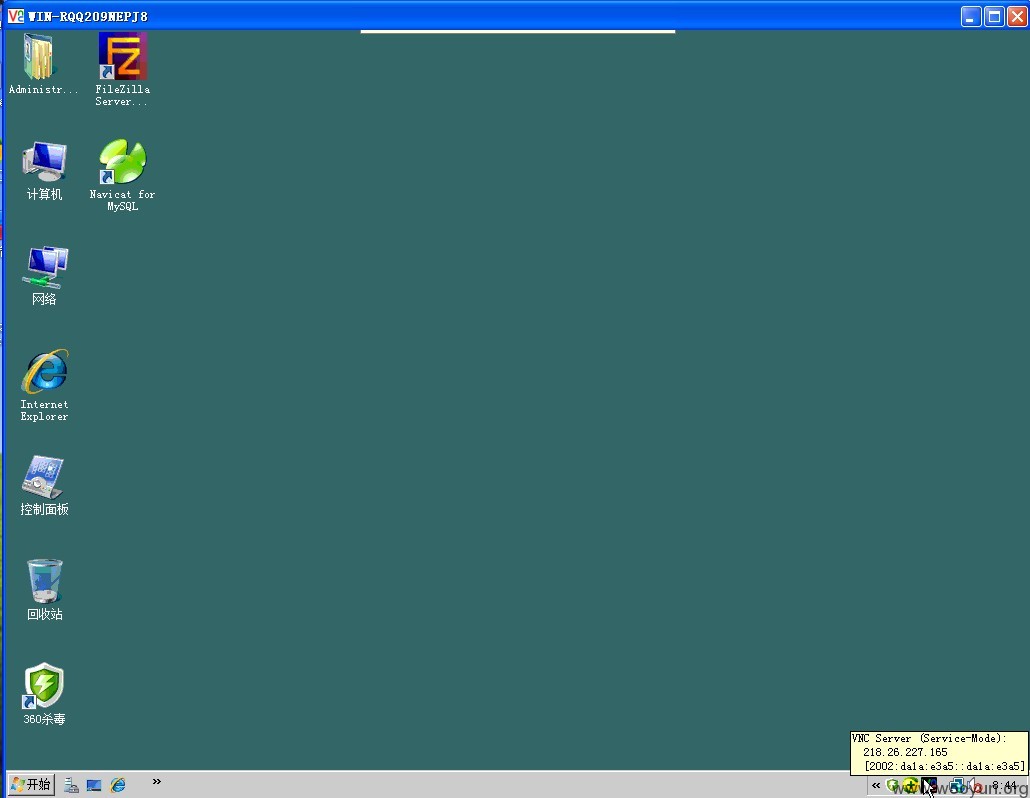 WIN-RQQ209NEPJ8
Administr...
FileZilla
Server...
计算机
Navicat for
MySQL
网络
Internet
Explorer
控制面板
回收站
360杀毒
VNC Server (Service-Mode):
218.26.227.165
[2002:da1a:e3a5::da1a:e3a5]
开始
»
«
8:44
www.wooyun.org